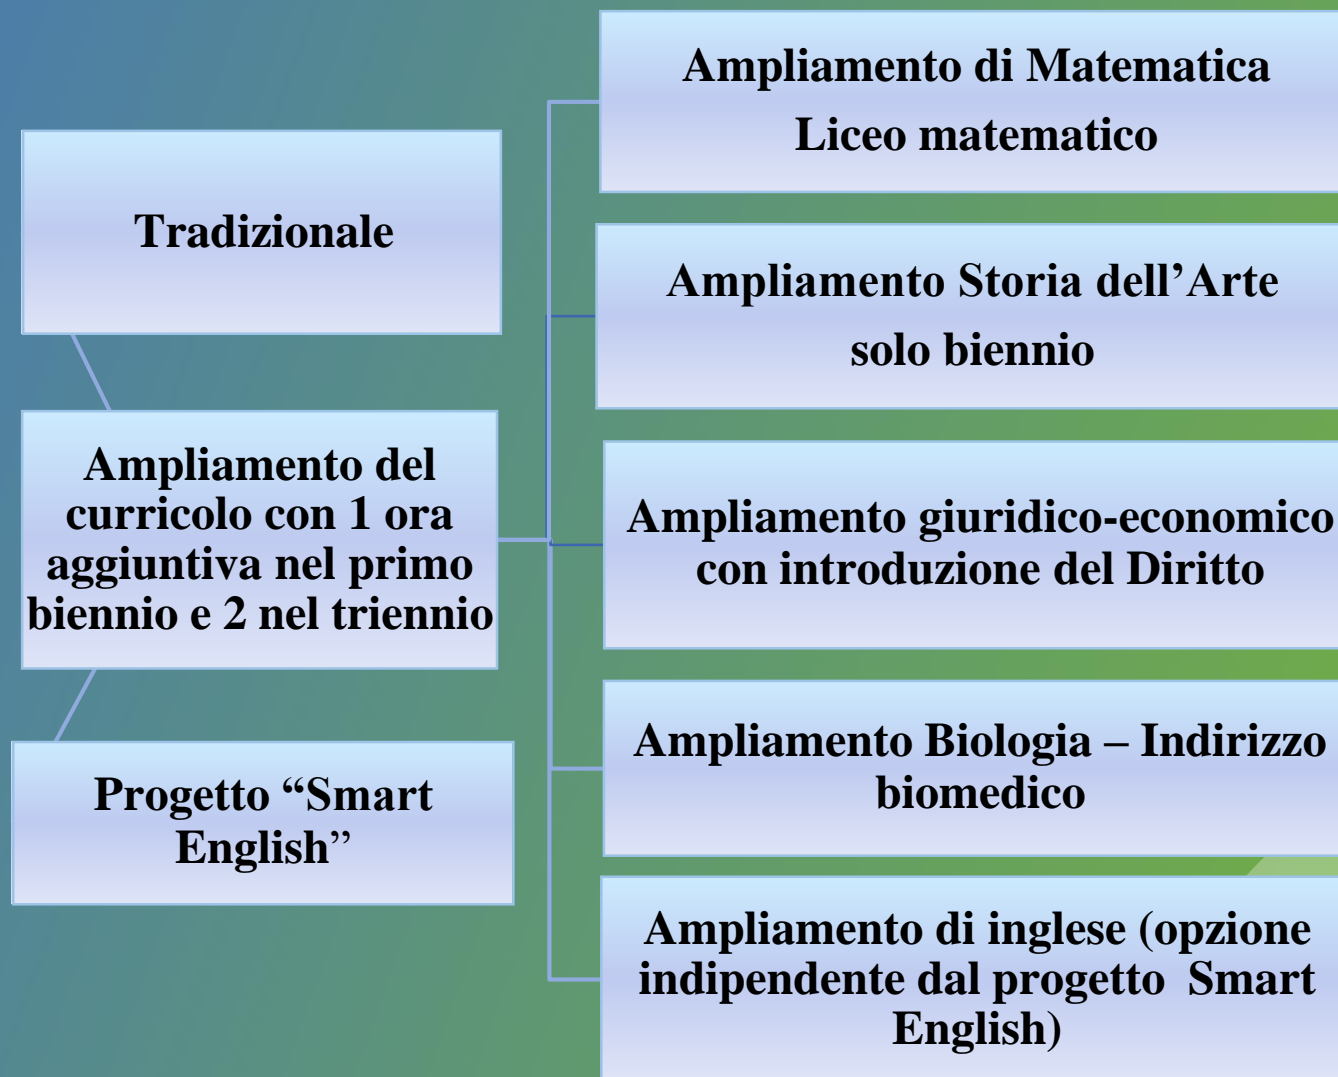 Tradizionale
Ampliamento del
curricolo con 1 ora
aggiuntiva nel primo
biennio e 2 nel triennio
Progetto “Smart
English”
Ampliamento di Matematica
Liceo matematico
Ampliamento Storia dell’Arte
solo biennio
Ampliamento giuridico-economico
con introduzione del Diritto
Ampliamento Biologia – Indirizzo
biomedico
Ampliamento di inglese (opzione
indipendente dal progetto Smart
English)